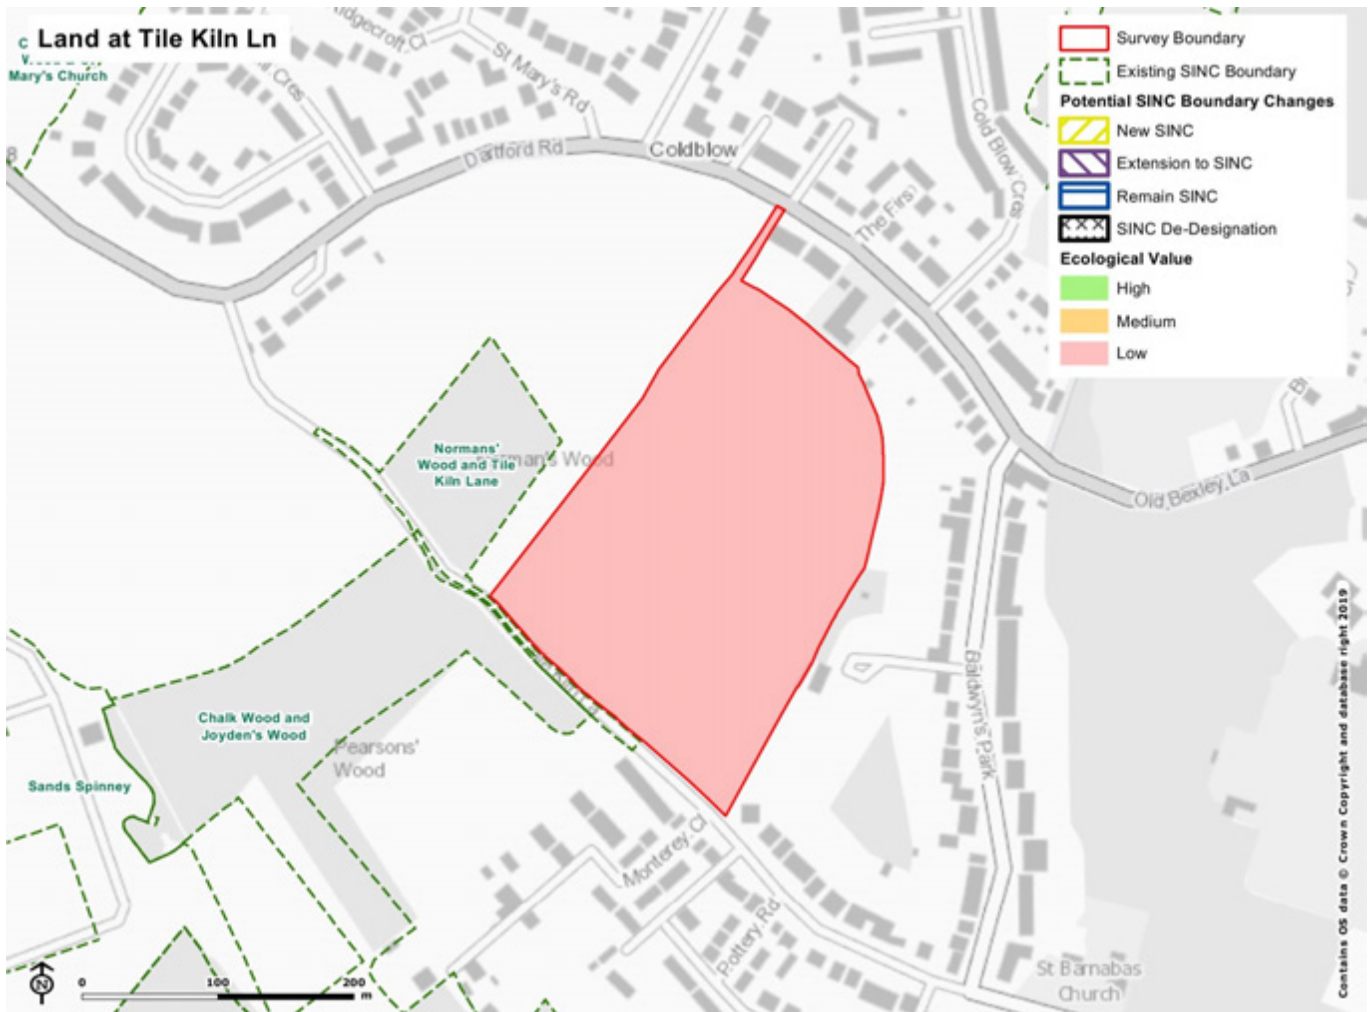 Land at Tile Kiln Ln
Mary's Church
St Mary's Rd
Dartford Rd
Coldblow
The Firs
Cold Blow Cres
Old Bexley La
Normans'
Wood and Tile
Kiln Lane
Norman's Wood
Chalk Wood and
Joyden's Wood
Pearsons'
Wood
Sands Spinney
Monterey Cl
Pottery Rd
Baldwyn's Park
St Barnabas
Church
Survey Boundary
Existing SINC Boundary
Potential SINC Boundary Changes
New SINC
Extension to SINC
Remain SINC
SINC De-Designation
Ecological Value
High
Medium
Low
N
0 100 200
m
Contains OS data © Crown Copyright and database right 2019